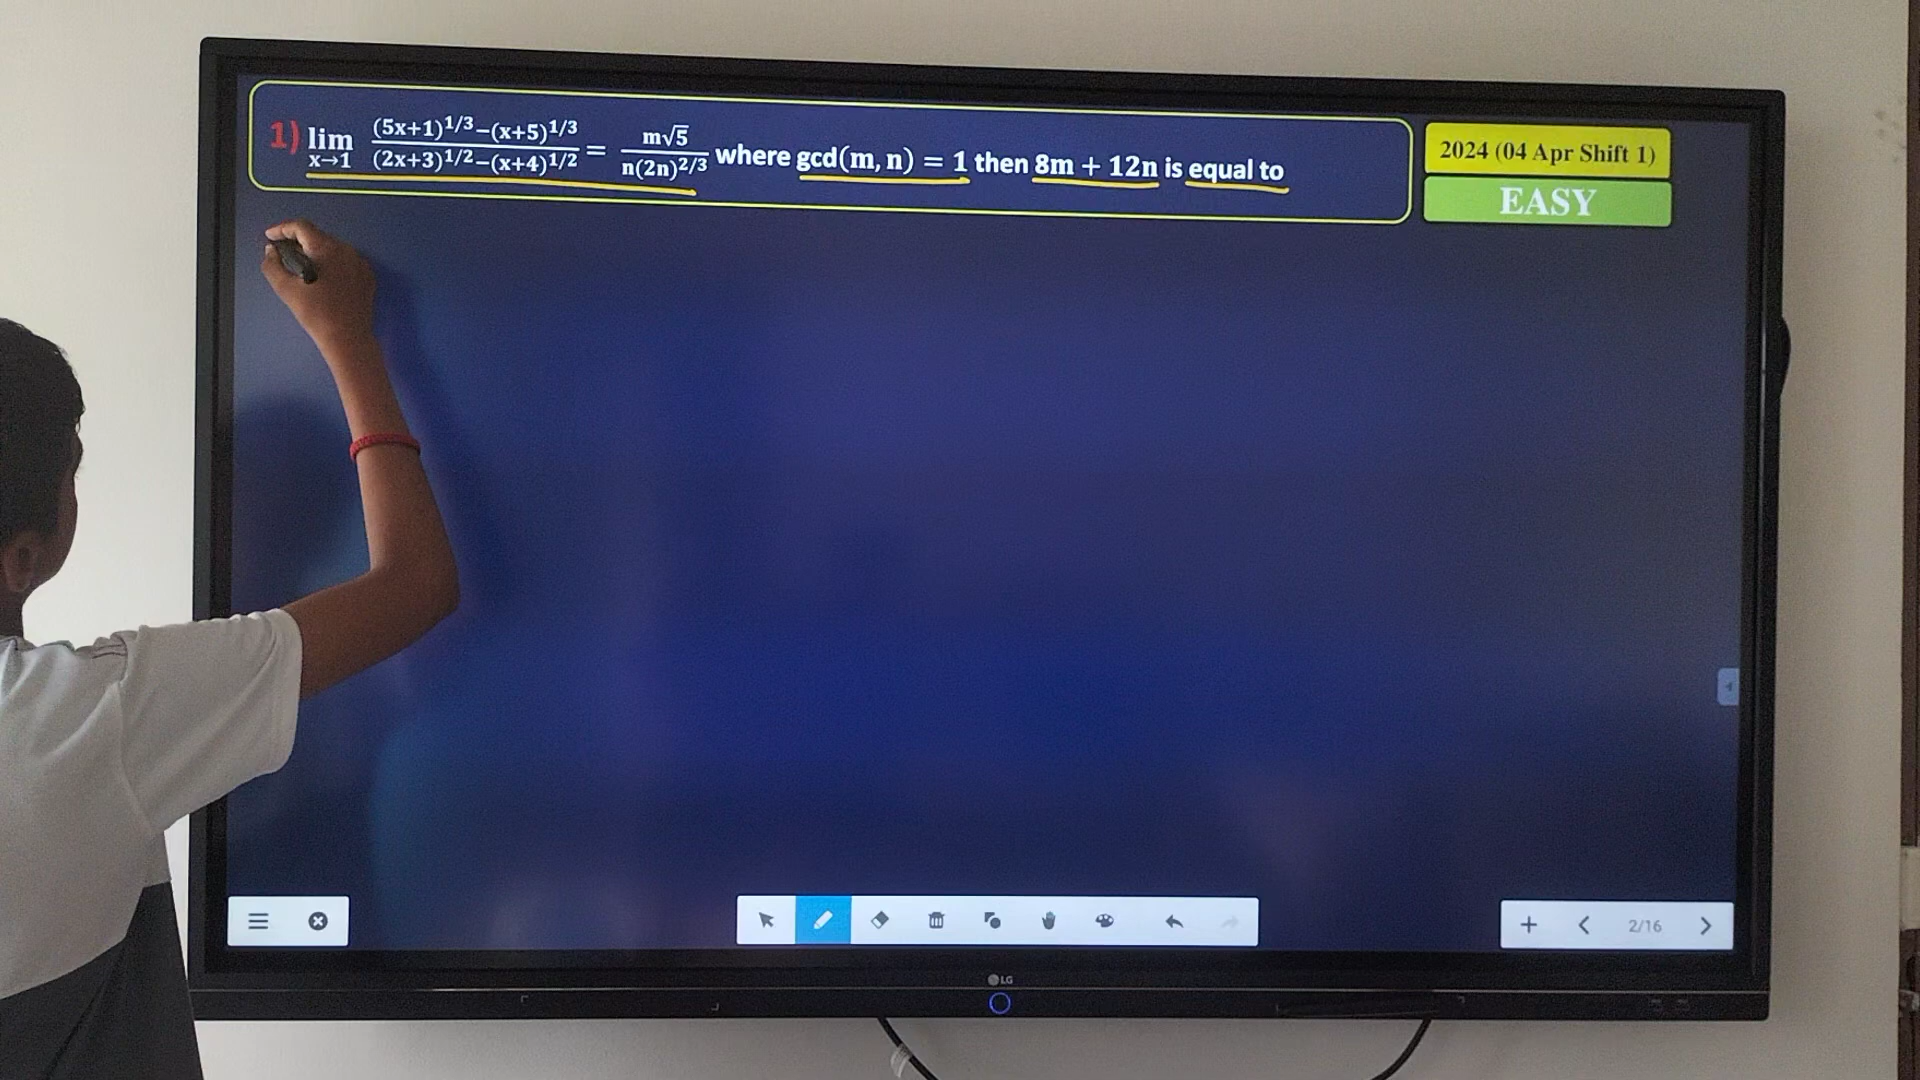 1) lim x→1 (5x+1)^1/3−(x+5)^1/3 / (2x+3)^1/2−(x+4)^1/2 = m√5 / n(2n)^2/3 where gcd(m, n) = 1 then 8m + 12n is equal to
2024 (04 Apr Shift 1)
EASY
2/16
LG